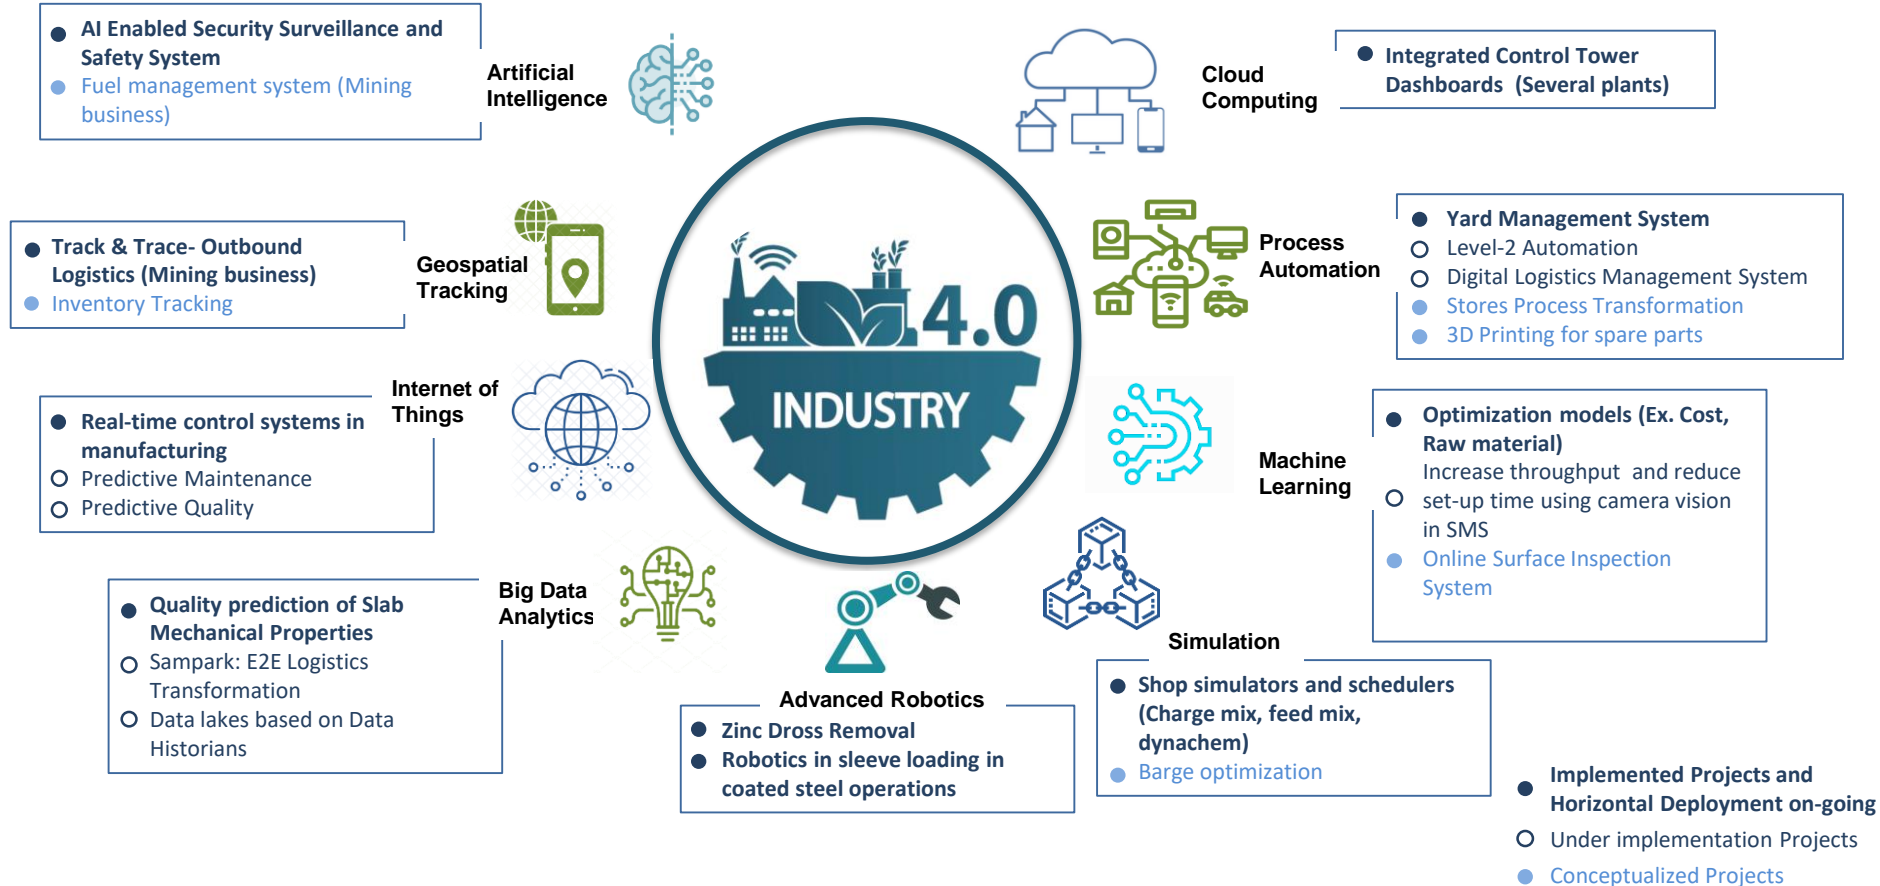 AI Enabled Security Surveillance and
Safety System
Fuel management system (Mining
business)
Artificial
Intelligence
Cloud
Computing
Integrated Control Tower
Dashboards (Several plants)
Track & Trace- Outbound
Logistics (Mining business)
Inventory Tracking
Geospatial
Tracking
Process
Automation
Yard Management System
Level-2 Automation
Digital Logistics Management System
Stores Process Transformation
3D Printing for spare parts
4.0
INDUSTRY
Internet of
Things
Real-time control systems in
manufacturing
Predictive Maintenance
Predictive Quality
Machine
Learning
Optimization models (Ex. Cost,
Raw material)
Increase throughput and reduce
set-up time using camera vision
in SMS
Online Surface Inspection
System
Big Data
Analytics
Quality prediction of Slab
Mechanical Properties
Sampark: E2E Logistics
Transformation
Data lakes based on Data
Historians
Advanced Robotics
Zinc Dross Removal
Robotics in sleeve loading in
coated steel operations
Simulation
Shop simulators and schedulers
(Charge mix, feed mix,
dynachem)
Barge optimization
Implemented Projects and
Horizontal Deployment on-going
Under implementation Projects
Conceptualized Projects